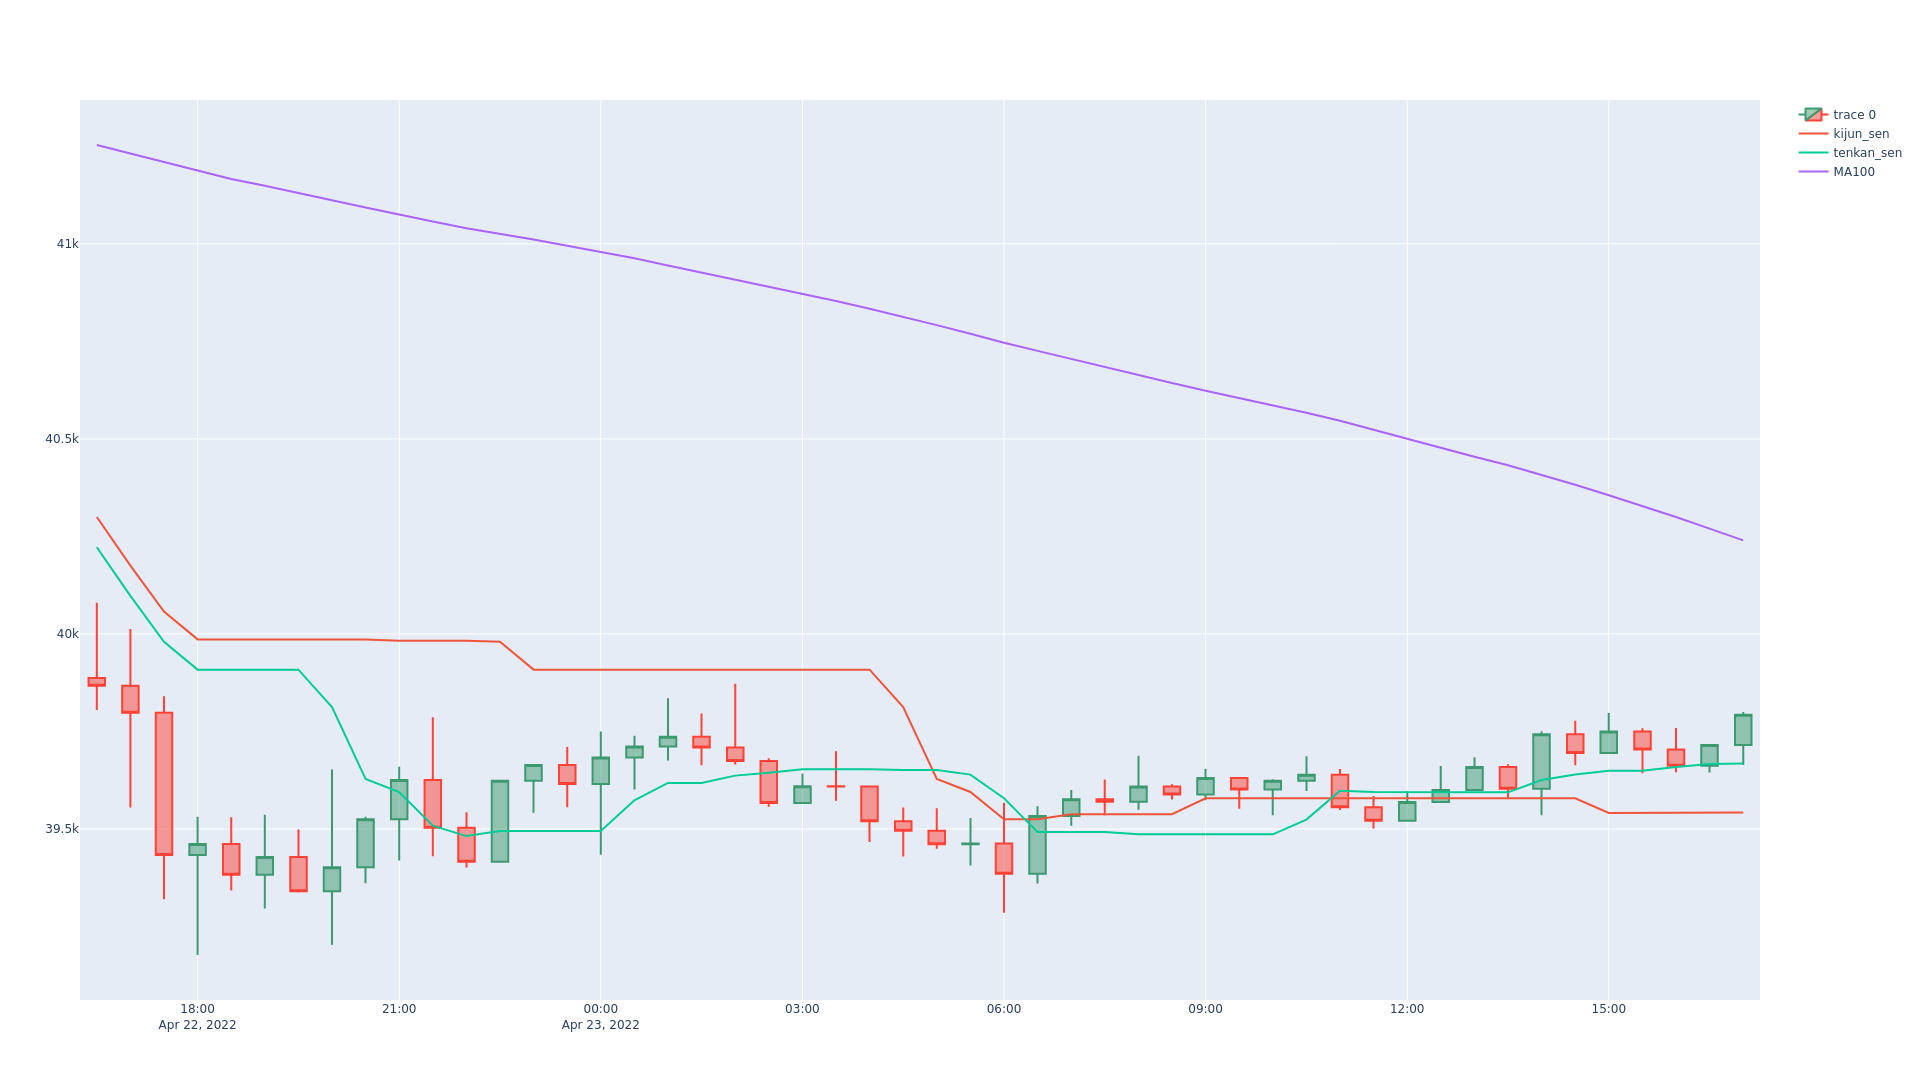 trace 0
kijun_sen
tenkan_sen
MA100
41k
40.5k
40k
39.5k
18:00 21:00 00:00 03:00 06:00 09:00 12:00 15:00
Apr 22, 2022 Apr 23, 2022